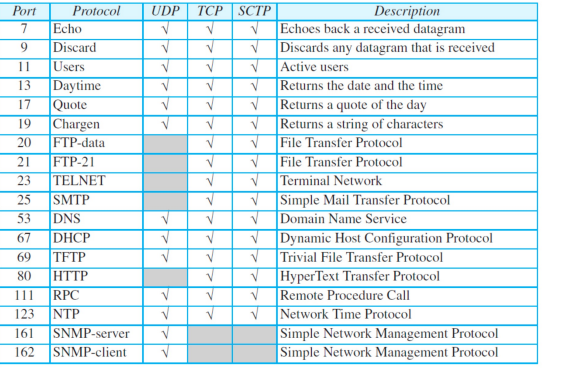 Port Protocol UDP TCP SCTP Description
7 Echo √ √ √ Echoes back a received datagram
9 Discard √ √ √ Discards any datagram that is received
11 Users √ √ √ Active users
13 Daytime √ √ √ Returns the date and the time
17 Quote √ √ √ Returns a quote of the day
19 Chargen √ √ √ Returns a string of characters
20 FTP-data √ √ File Transfer Protocol
21 FTP-21 √ √ File Transfer Protocol
23 TELNET √ √ Terminal Network
25 SMTP √ √ Simple Mail Transfer Protocol
53 DNS √ √ √ Domain Name Service
67 DHCP √ √ √ Dynamic Host Configuration Protocol
69 TFTP √ √ √ Trivial File Transfer Protocol
80 HTTP √ √ HyperText Transfer Protocol
111 RPC √ √ √ Remote Procedure Call
123 NTP √ √ √ Network Time Protocol
161 SNMP-server √ Simple Network Management Protocol
162 SNMP-client √ Simple Network Management Protocol